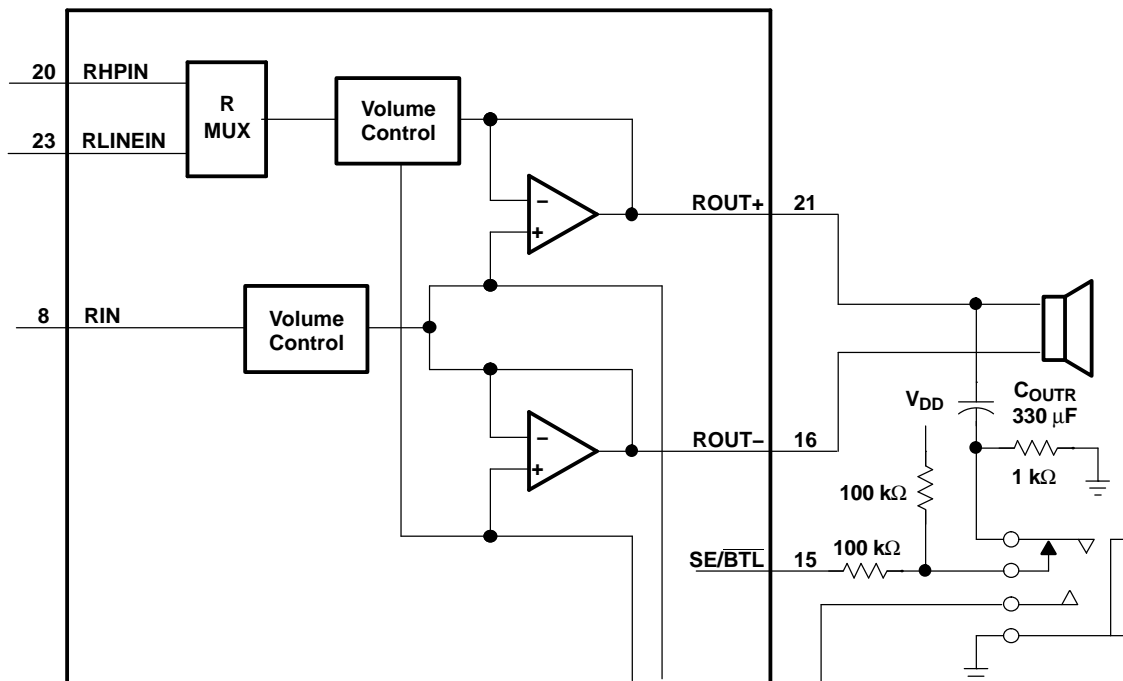 20 RHPIN
R
MUX
Volume
Control
23 RLINEIN
−
+
ROUT+ 21
8 RIN
Volume
Control
VDD
COUTR
330 μF
−
+
ROUT− 16
1 kΩ
100 kΩ
100 kΩ
SE/B̅T̅L̅ 15